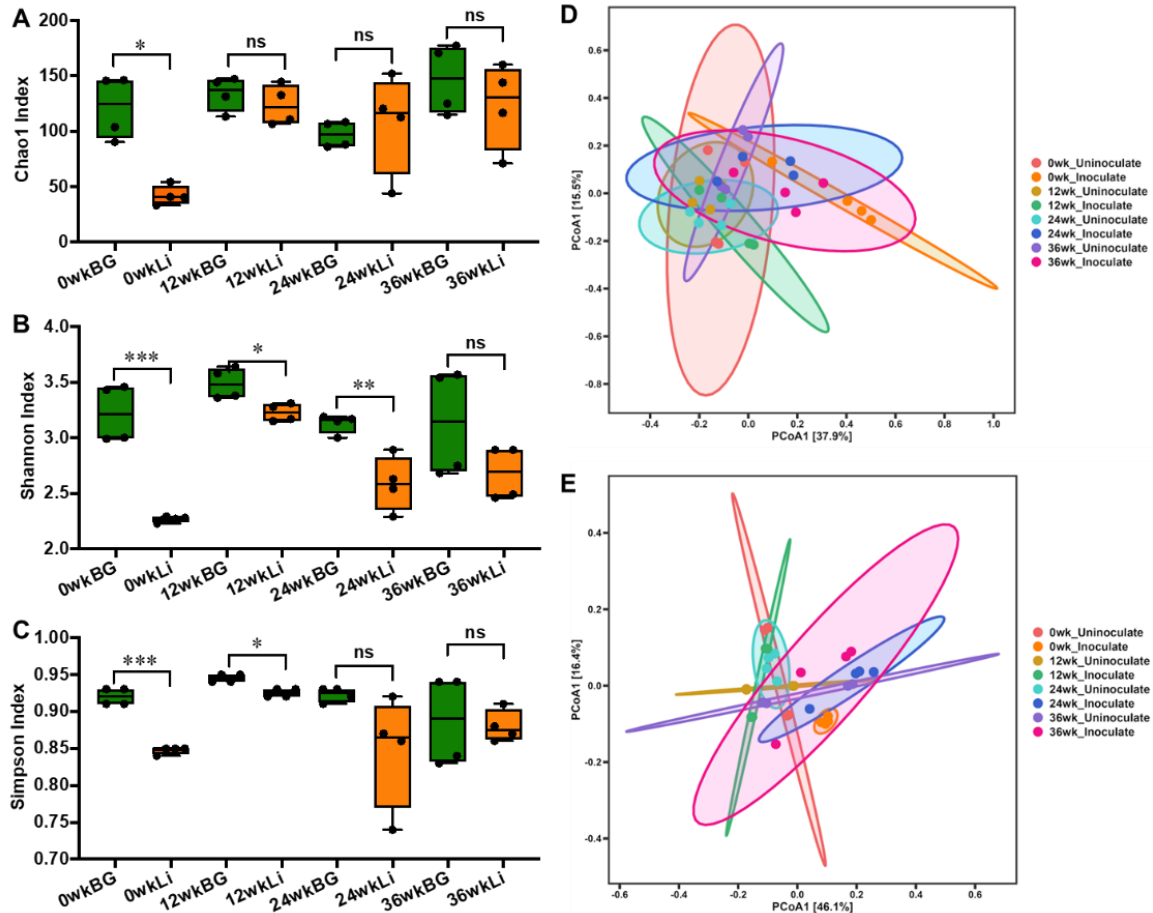 A
Chao1 Index
200
150
100
50
0
*
ns
ns
ns
0wkBG
0wkLi
12wkBG
12wkLi
24wkBG
24wkLi
36wkBG
36wkLi
B
Shannon Index
4.0
3.5
3.0
2.5
2.0
***
*
**
ns
0wkBG
0wkLi
12wkBG
12wkLi
24wkBG
24wkLi
36wkBG
36wkLi
C
Simpson Index
1.00
0.95
0.90
0.85
0.80
0.75
0.70
***
*
ns
ns
0wkBG
0wkLi
12wkBG
12wkLi
24wkBG
24wkLi
36wkBG
36wkLi
D
PCoA1 [15.5%]
0.6
0.4
0.2
0.0
-0.2
-0.4
-0.6
-0.8
-0.4 -0.2 0.0 0.2 0.4 0.6 0.8 1.0
PCoA1 [37.9%]
0wk_Uninoculate
0wk_Inoculate
12wk_Uninoculate
12wk_Inoculate
24wk_Uninoculate
24wk_Inoculate
36wk_Uninoculate
36wk_Inoculate
E
PCoA1 [16.4%]
0.4
0.2
0.0
-0.2
-0.4
-0.6 -0.4 -0.2 0.0 0.2 0.4 0.6
PCoA1 [46.1%]
0wk_Uninoculate
0wk_Inoculate
12wk_Uninoculate
12wk_Inoculate
24wk_Uninoculate
24wk_Inoculate
36wk_Uninoculate
36wk_Inoculate